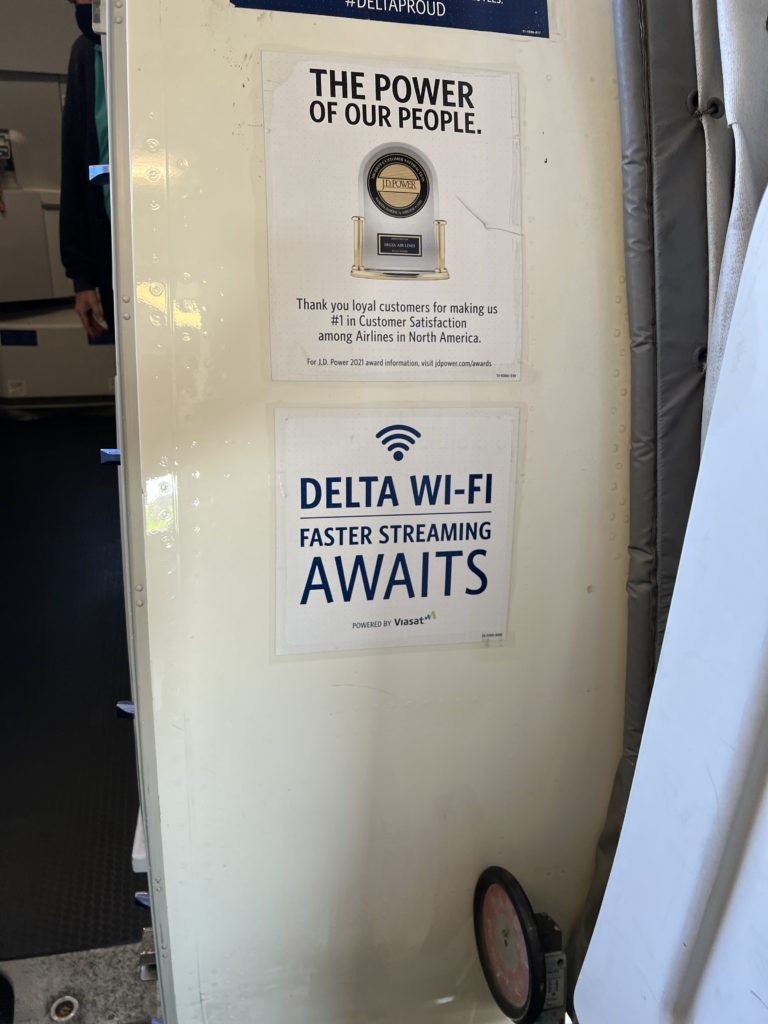 #DELTAPROUD
THE POWER
OF OUR PEOPLE.
J.D. POWER
DELTA AIR LINES
Thank you loyal customers for making us
#1 in Customer Satisfaction
among Airlines in North America.
For J.D. Power 2021 award information, visit jdpower.com/awards
DELTA WI-FI
FASTER STREAMING
AWAITS
POWERED BY Viasat